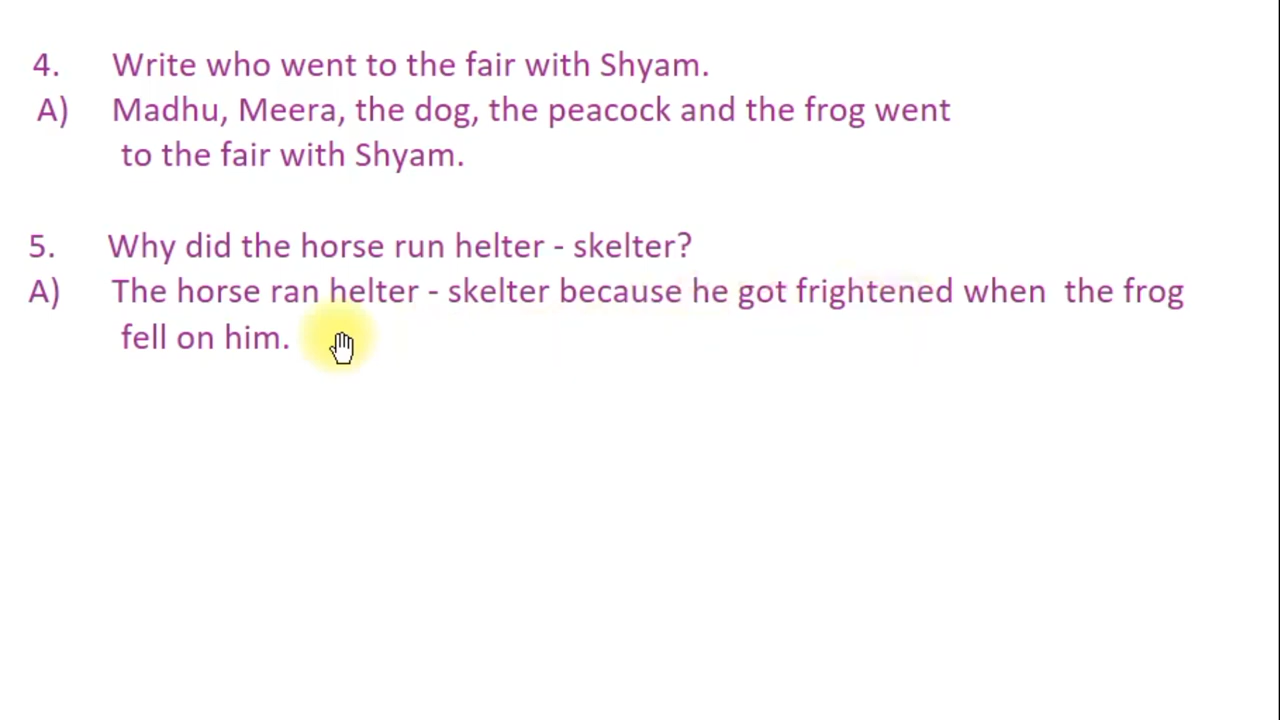 4. Write who went to the fair with Shyam.
A) Madhu, Meera, the dog, the peacock and the frog went
to the fair with Shyam.
5. Why did the horse run helter - skelter?
A) The horse ran helter - skelter because he got frightened when the frog
fell on him.